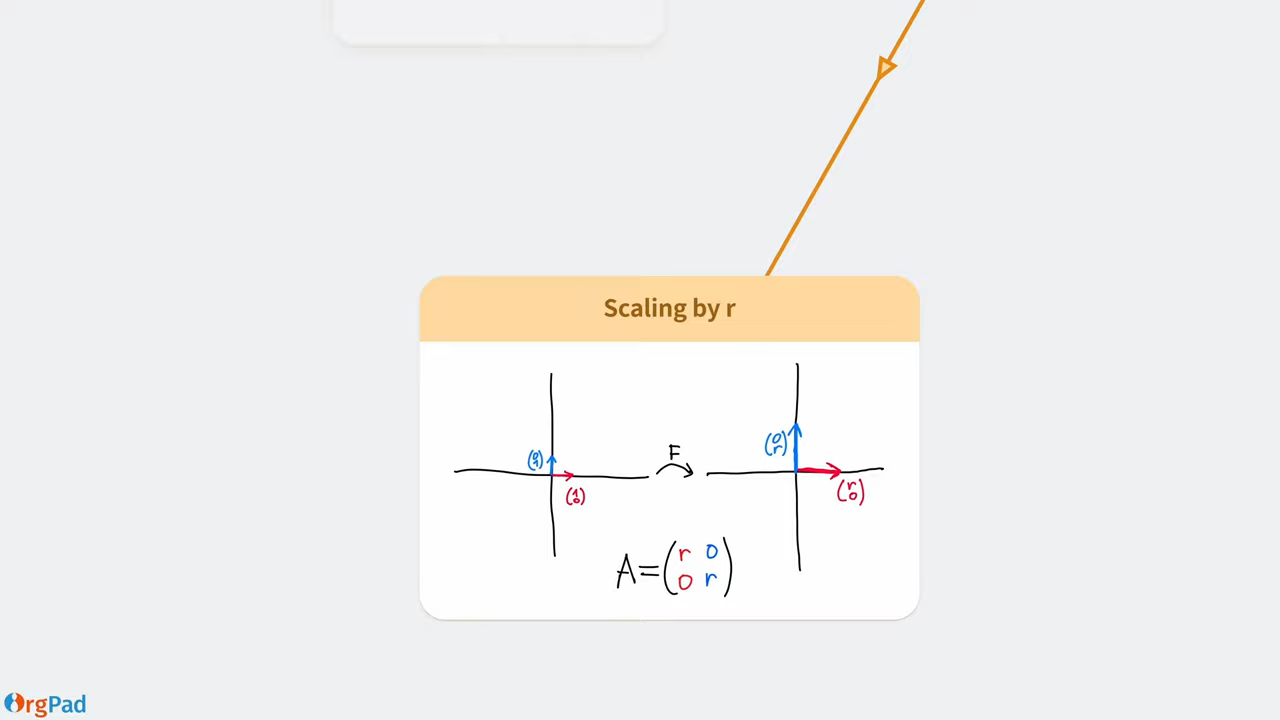 Scaling by r
F
(0
1)
(1
0)
(0
r)
(r
0)
A=(r 0
0 r)
OrgPad